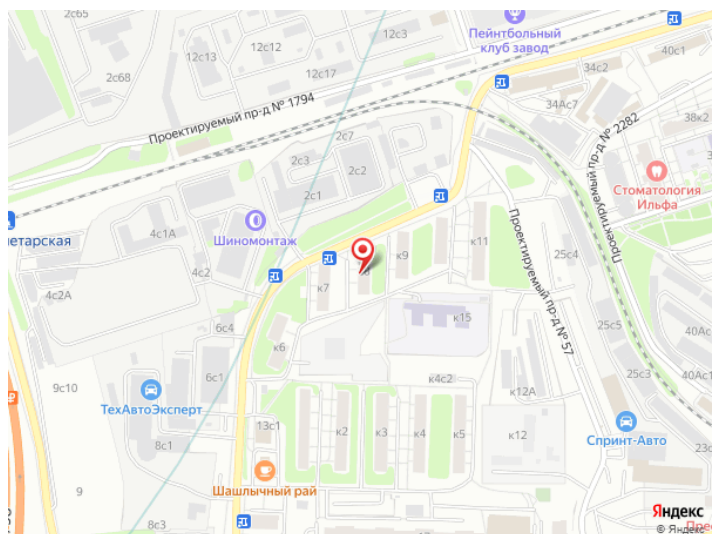 2с65
12с13
12с12
12с3
Пейнтбольный
клуб завод
40с1
2с68
12с17
34с2
34Ас7
38к2
Проектируемый пр-д № 1794
Проектируемый пр-д № 2282
2с7
2с3
2с2
2с1
Стоматология
Ильфа
летарская
4с1А
Шиномонтаж
4с2
4с2А
к7
к9
к11
Проектируемый пр-д № 57
25с4
25с5
к15
6с4
к6
40Ас
25с3
9с10
6с1
ТехАвтоЭксперт
к4с2
к12А
13с1
8с1
к2
к3
к4
к5
к12
Спринт-Авто
23с
9
Шашлычный рай
8с3
Яндекс
© Яндекс